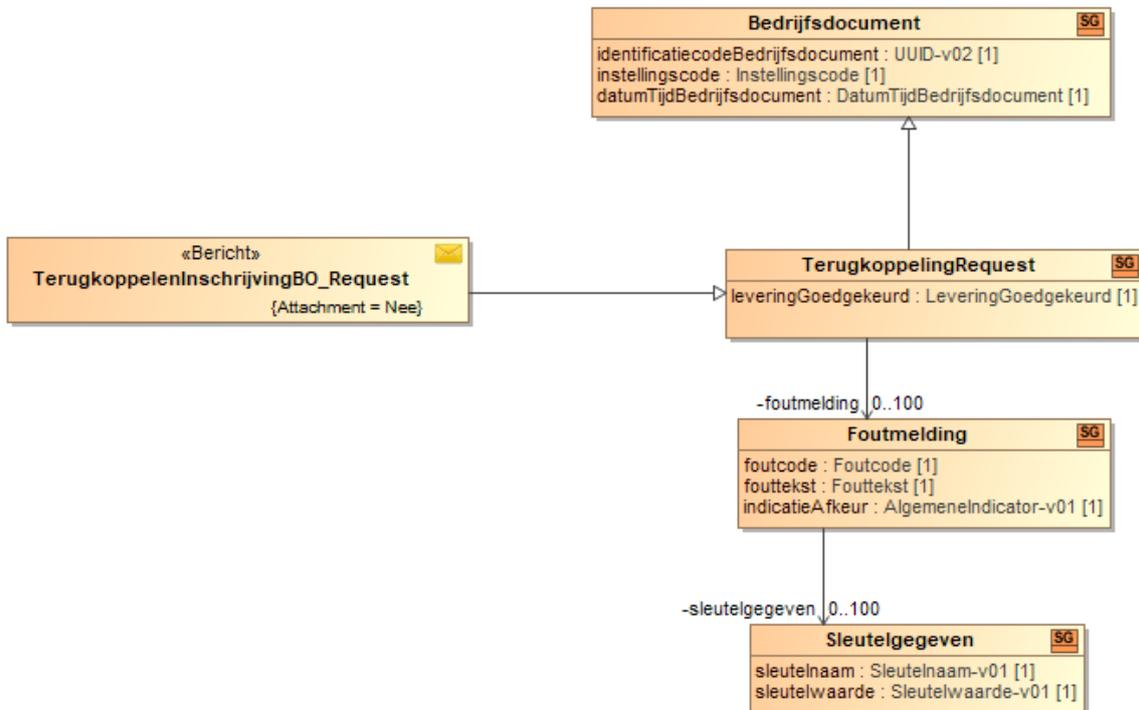 Bedrijfsdocument
SG
identificatiecodeBedrijfsdocument : UUID-v02 [1]
instellingscode : Instellingscode [1]
datumTijdBedrijfsdocument : DatumTijdBedrijfsdocument [1]
«Bericht»
TerugkoppelenInschrijvingBO_Request
{Attachment = Nee}
TerugkoppelingRequest
SG
leveringGoedgekeurd : LeveringGoedgekeurd [1]
-foutmelding 0..100
Foutmelding
SG
foutcode : Foutcode [1]
fouttekst : Fouttekst [1]
indicatieAfkeur : AlgemeneIndicator-v01 [1]
-sleutelgegeven 0..100
Sleutelgegeven
SG
sleutelnaam : Sleutelnaam-v01 [1]
sleutelwaarde : Sleutelwaarde-v01 [1]